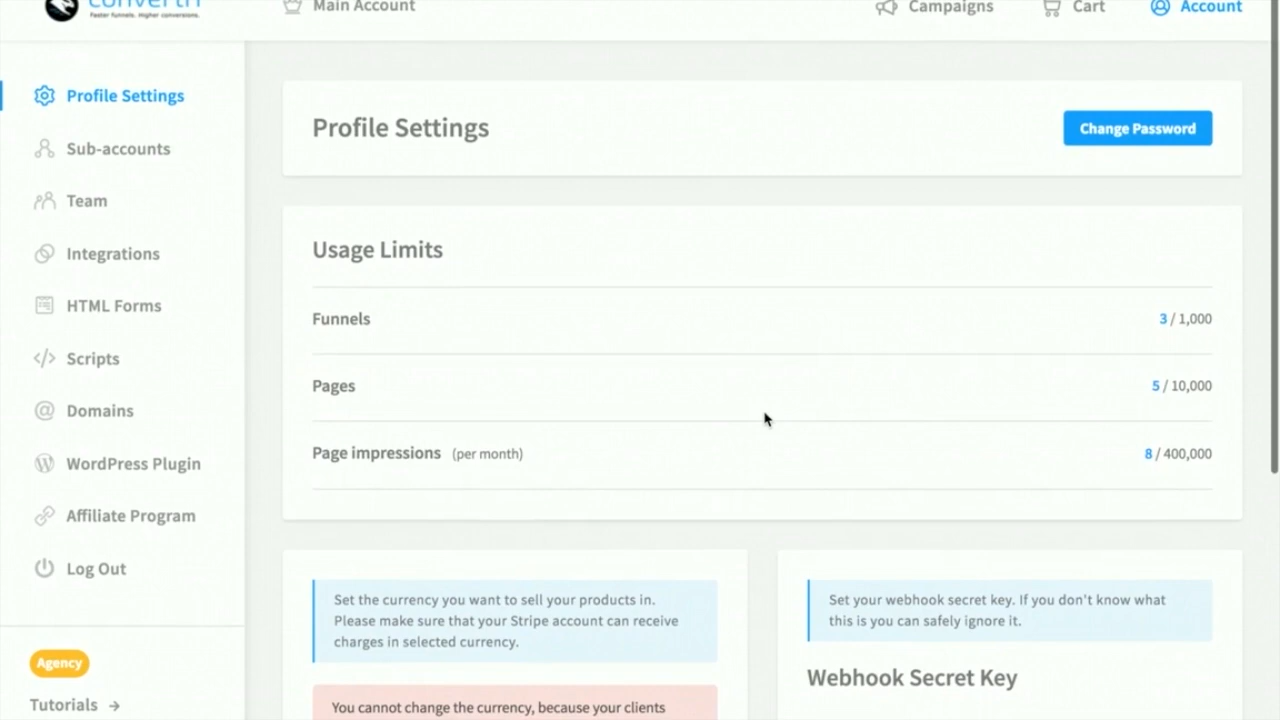 Faster funnels. Higher conversions.
Main Account
Campaigns
Cart
Account
Profile Settings
Sub-accounts
Team
Integrations
HTML Forms
Scripts
Domains
WordPress Plugin
Affiliate Program
Log Out
Agency
Tutorials →
Profile Settings
Change Password
Usage Limits
Funnels 3 / 1,000
Pages 5 / 10,000
Page impressions (per month) 8 / 400,000
Set the currency you want to sell your products in.
Please make sure that your Stripe account can receive
charges in selected currency.
You cannot change the currency, because your clients
Set your webhook secret key. If you don't know what
this is you can safely ignore it.
Webhook Secret Key